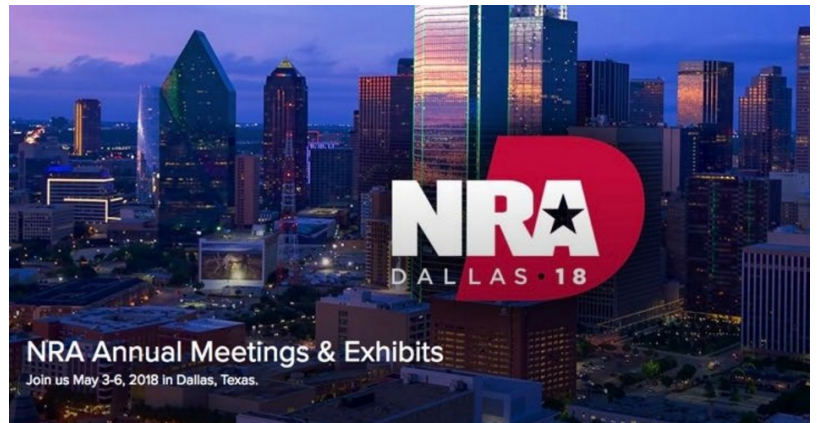 NRA
DALLAS • 18
NRA Annual Meetings & Exhibits
Join us May 3-6, 2018 in Dallas, Texas.